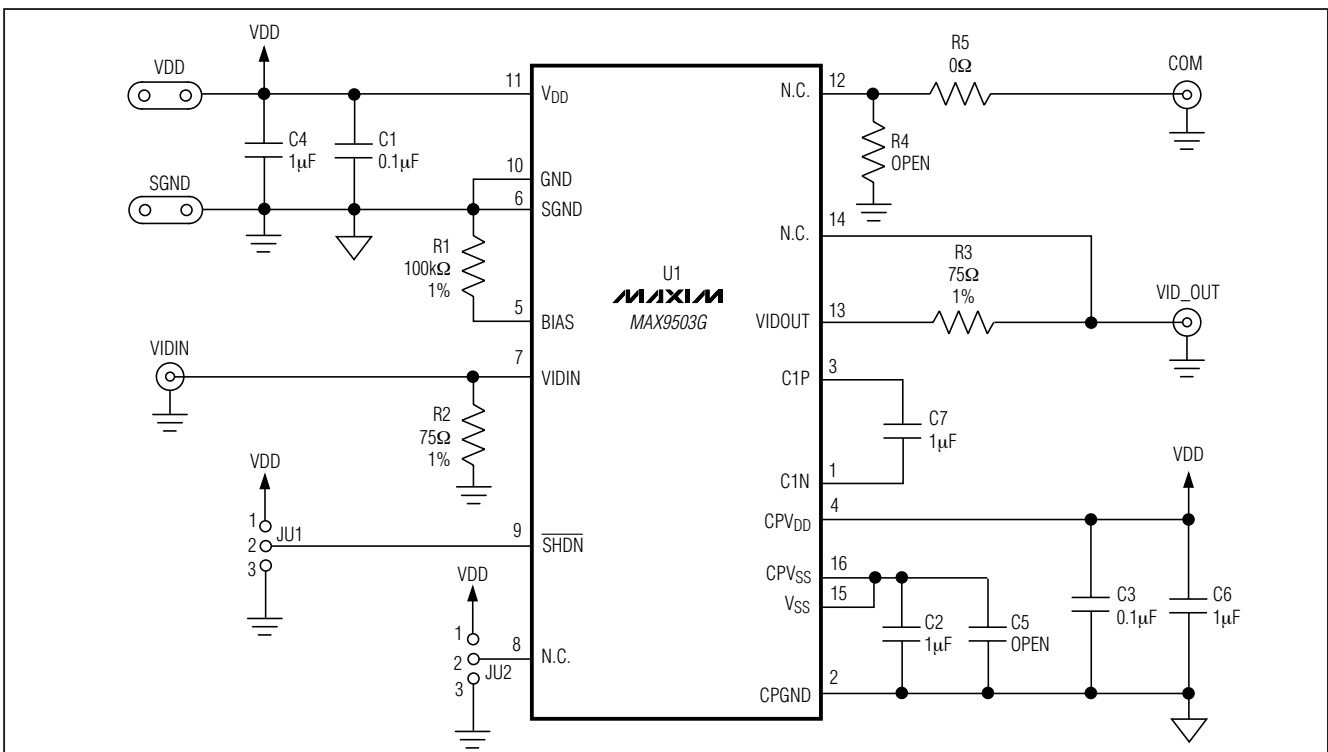 VDD
VDD
C4
1µF
C1
0.1µF
SGND
R1
100kΩ
1%
VIDIN
R2
75Ω
1%
VDD
1
2
3
JU1
VDD
1
2
3
JU2
11
VDD
10
GND
6
SGND
5
BIAS
7
VIDIN
9
SHDN
8
N.C.
U1
MAXIM
MAX9503G
N.C.
12
N.C.
14
VIDOUT
13
C1P
3
C1N
1
CPVDD
4
CPVSS
16
VSS
15
CPGND
2
R5
0Ω
COM
R4
OPEN
R3
75Ω
1%
VID_OUT
C7
1µF
VDD
C2
1µF
C5
OPEN
C3
0.1µF
C6
1µF